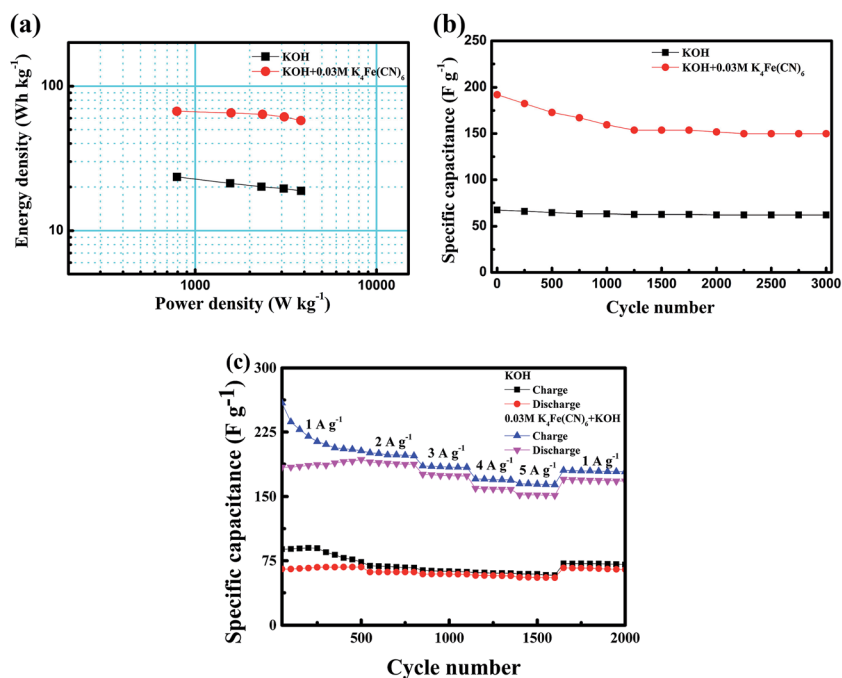 (a)
KOH
KOH+0.03M K4Fe(CN)6
Energy density (Wh kg-1)
100
10
1000
10000
Power density (W kg-1)
(b)
KOH
KOH+0.03M K4Fe(CN)6
Specific capacitance (F g-1)
250
200
150
100
50
0
0
500
1000
1500
2000
2500
3000
Cycle number
(c)
KOH
Charge
Discharge
0.03M K4Fe(CN)6+KOH
Charge
Discharge
1 A g-1
2 A g-1
3 A g-1
4 A g-1
5 A g-1
1 A g-1
Specific capacitance (F g-1)
300
225
150
75
0
500
1000
1500
2000
Cycle number